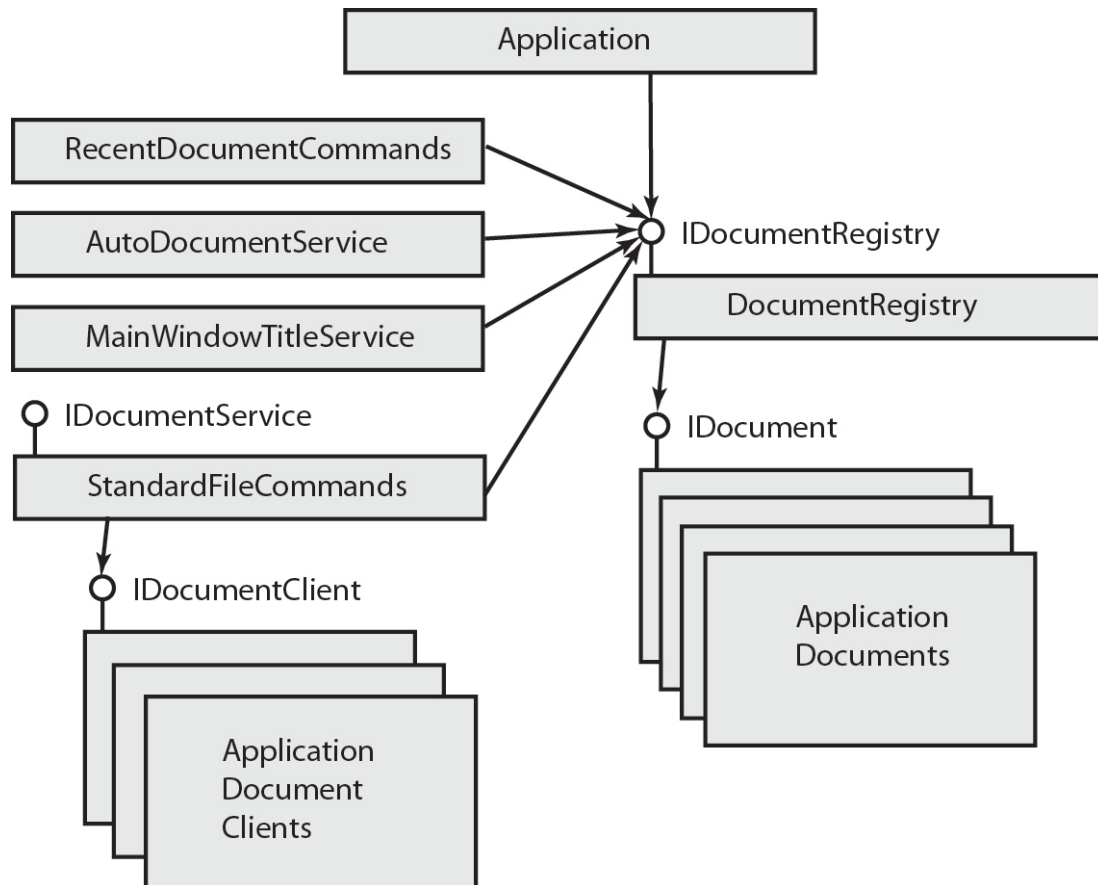 Application
RecentDocumentCommands
AutoDocumentService
IDocumentRegistry
DocumentRegistry
MainWindowTitleService
IDocumentService
IDocument
StandardFileCommands
IDocumentClient
Application
Documents
Application
Document
Clients